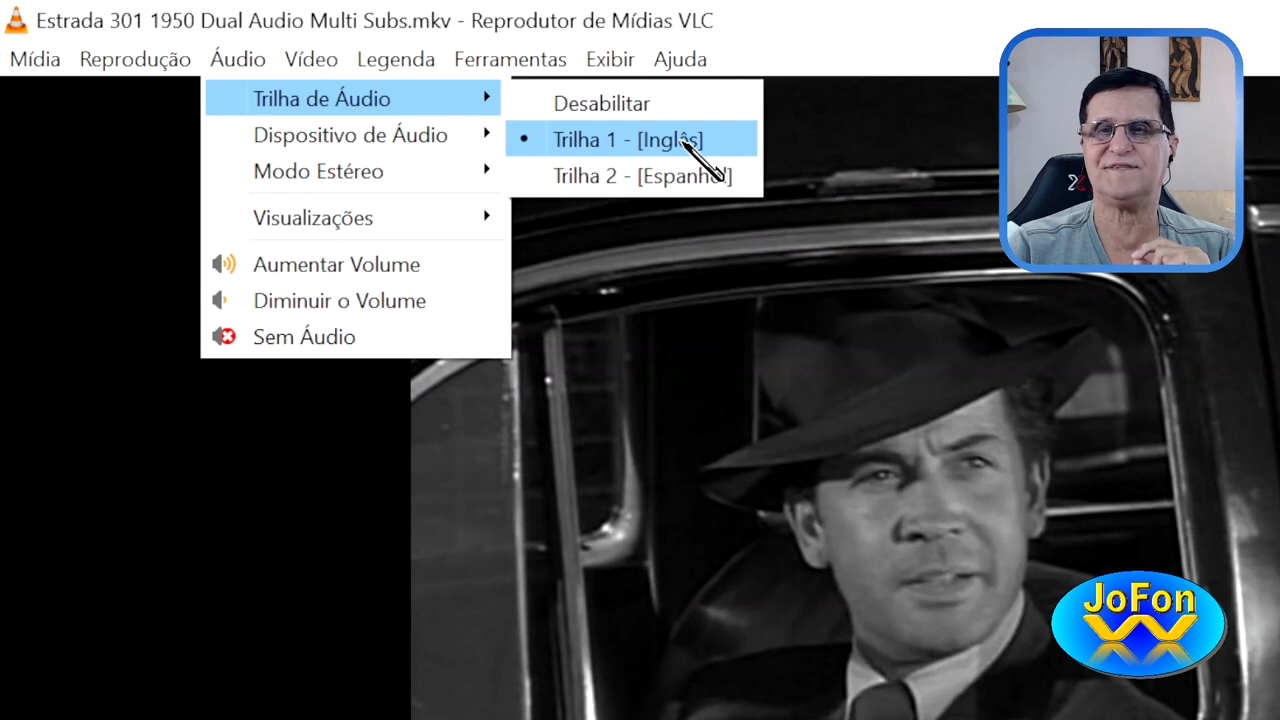 Estrada 301 1950 Dual Audio Multi Subs.mkv - Reprodutor de Mídias VLC
Mídia Reprodução Áudio Vídeo Legenda Ferramentas Exibir Ajuda
Trilha de Áudio
Dispositivo de Áudio
Modo Estéreo
Visualizações
Aumentar Volume
Diminuir o Volume
Sem Áudio
Desabilitar
Trilha 1 - [Inglês]
Trilha 2 - [Espanhol]
JoFon